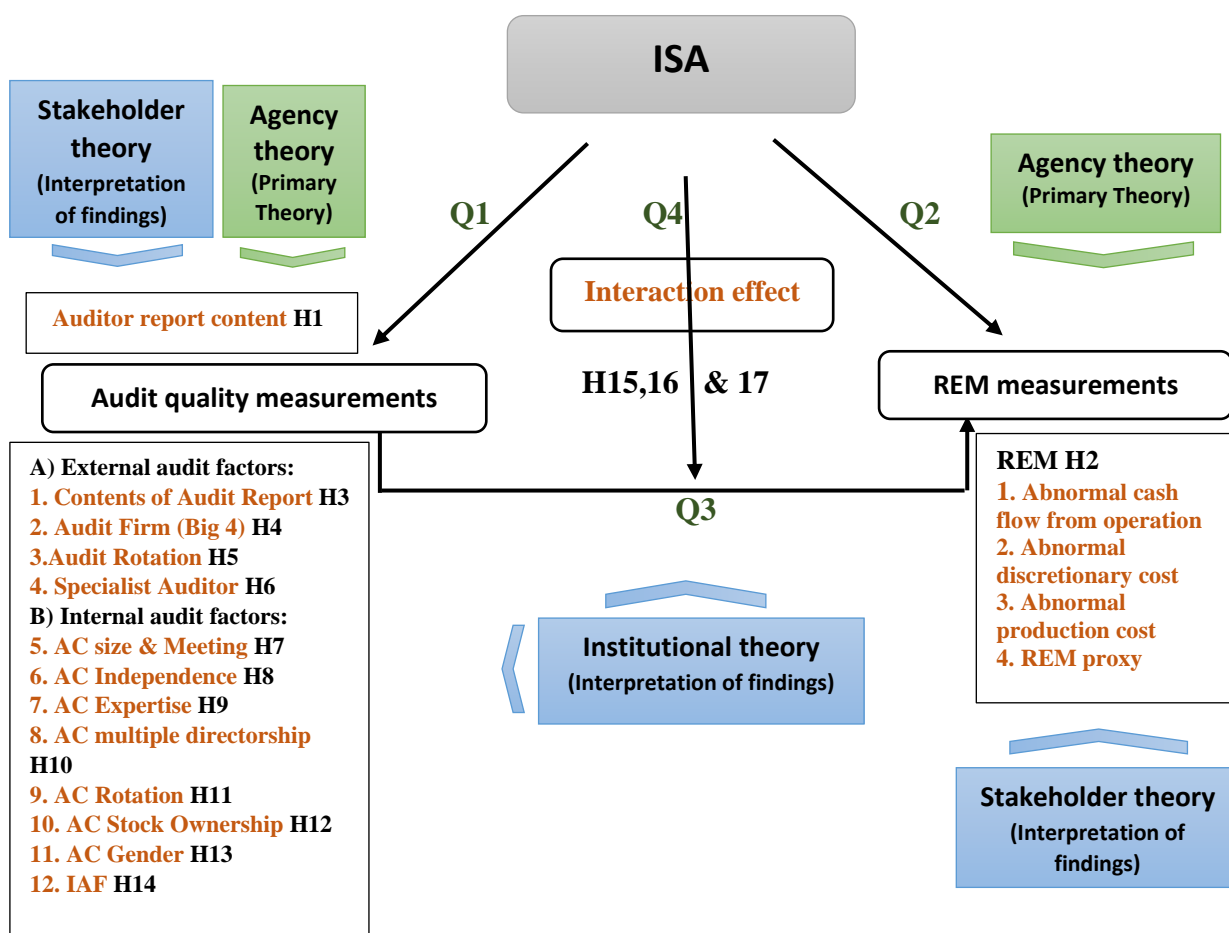 ISA
Stakeholder
theory
(Interpretation
of findings)
Agency
theory
(Primary
Theory)
Agency theory
(Primary Theory)
Q1
Q4
Q2
Interaction effect
Auditor report content H1
H15,16 & 17
Audit quality measurements
REM measurements
A) External audit factors:
1. Contents of Audit Report H3
2. Audit Firm (Big 4) H4
3.Audit Rotation H5
4. Specialist Auditor H6
B) Internal audit factors:
5. AC size & Meeting H7
6. AC Independence H8
7. AC Expertise H9
8. AC multiple directorship
H10
9. AC Rotation H11
10. AC Stock Ownership H12
11. AC Gender H13
12. IAF H14
Q3
REM H2
1. Abnormal cash
flow from operation
2. Abnormal
discretionary cost
3. Abnormal
production cost
4. REM proxy
Institutional theory
(Interpretation of findings)
Stakeholder theory
(Interpretation of
findings)